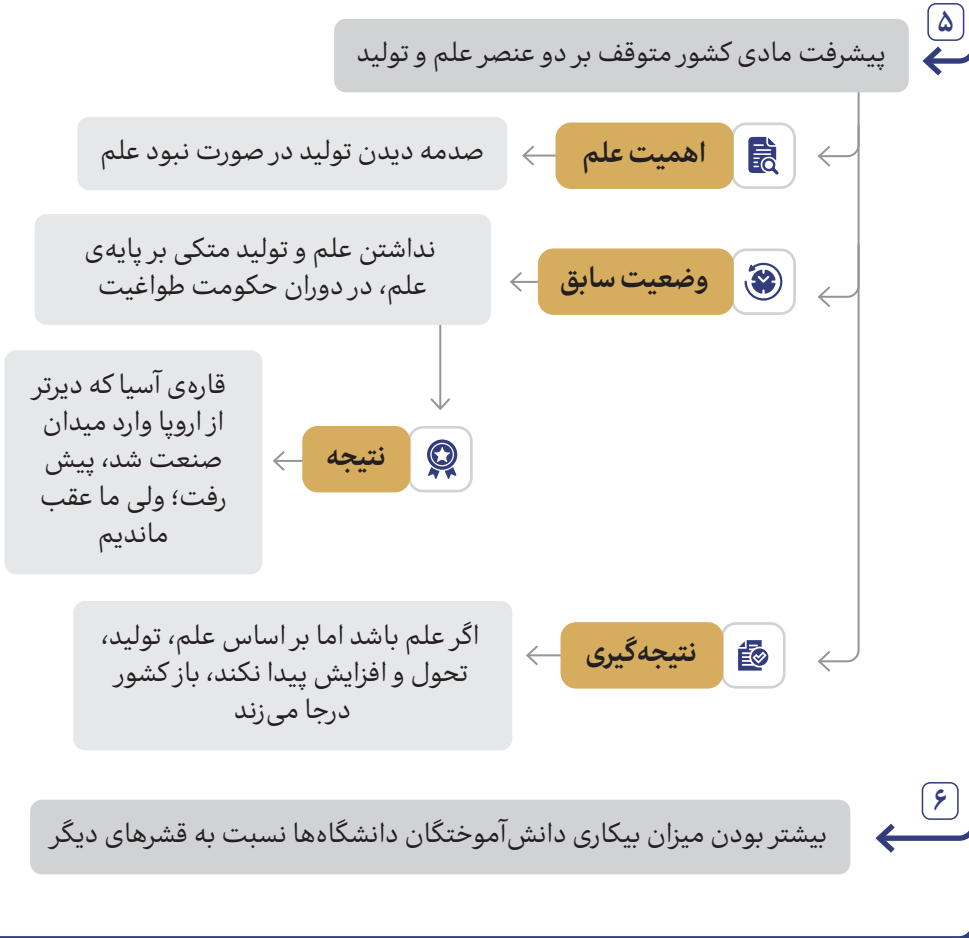 ۵
پیشرفت مادی کشور متوقف بر دو عنصر علم و تولید
اهمیت علم
صدمه دیدن تولید در صورت نبود علم
وضعیت سابق
نداشتن علم و تولید متکی بر پایه‌ی
علم، در دوران حکومت طواغیت
نتیجه
قاره‌ی آسیا که دیرتر
از اروپا وارد میدان
صنعت شد، پیش
رفت؛ ولی ما عقب
ماندیم
نتیجه‌گیری
اگر علم باشد اما بر اساس علم، تولید،
تحول و افزایش پیدا نکند، باز کشور
درجا می‌زند
۶
بیشتر بودن میزان بیکاری دانش‌آموختگان دانشگاه‌ها نسبت به قشرهای دیگر